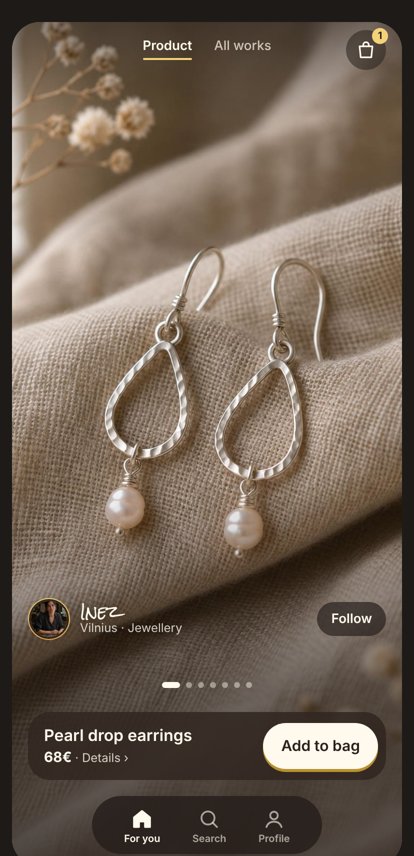 Product All works
1
Inez
Vilnius · Jewellery
Follow
Pearl drop earrings
68€ · Details ›
Add to bag
For you Search Profile